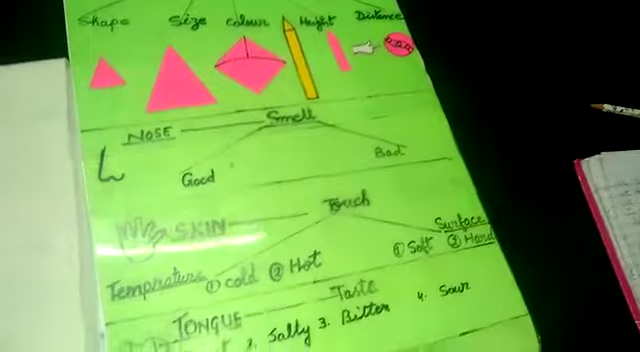 Shape Size colour Height Distance
NOSE Smell
Good Bad
Touch
SKIN Surface
Temprature ① cold ② Hot ① Soft ② Hard
Taste
TONGUE 2. Salty 3. Bitter 4. Sour